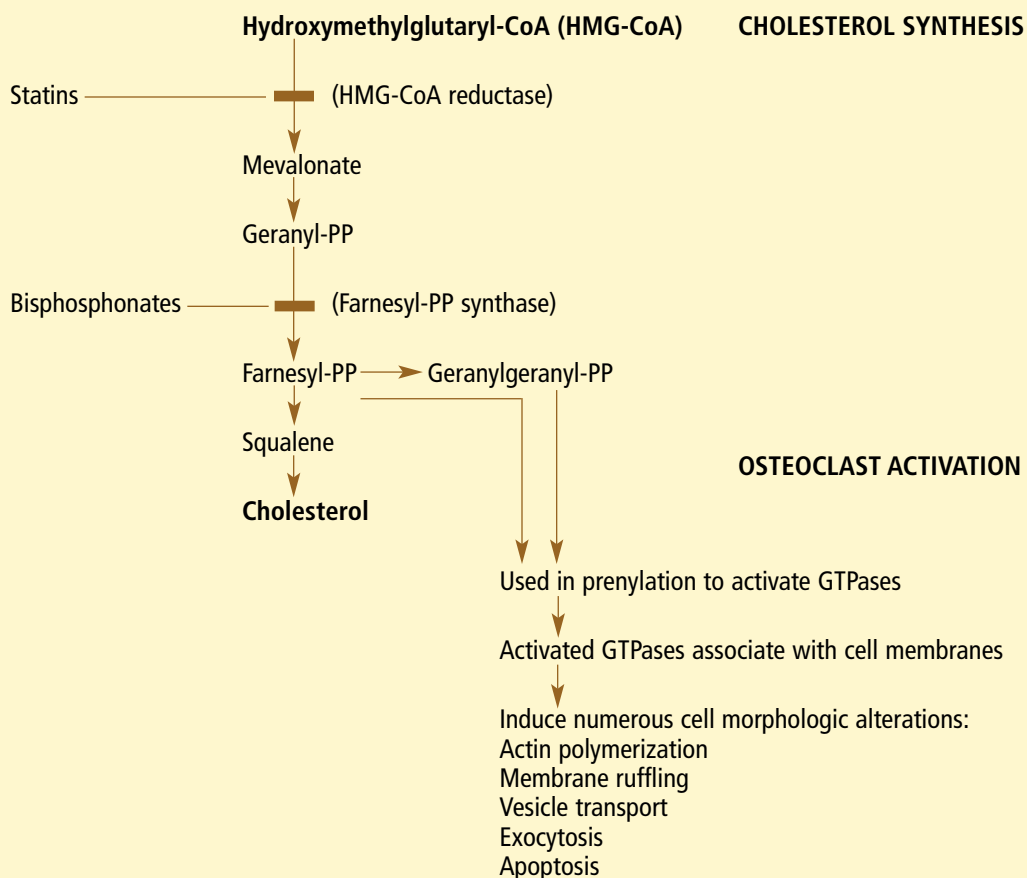 Hydroxymethylglutaryl-CoA (HMG-CoA) CHOLESTEROL SYNTHESIS
Statins (HMG-CoA reductase)
Mevalonate
Geranyl-PP
Bisphosphonates (Farnesyl-PP synthase)
Farnesyl-PP Geranylgeranyl-PP
Squalene
OSTEOCLAST ACTIVATION
Cholesterol
Used in prenylation to activate GTPases
Activated GTPases associate with cell membranes
Induce numerous cell morphologic alterations:
Actin polymerization
Membrane ruffling
Vesicle transport
Exocytosis
Apoptosis